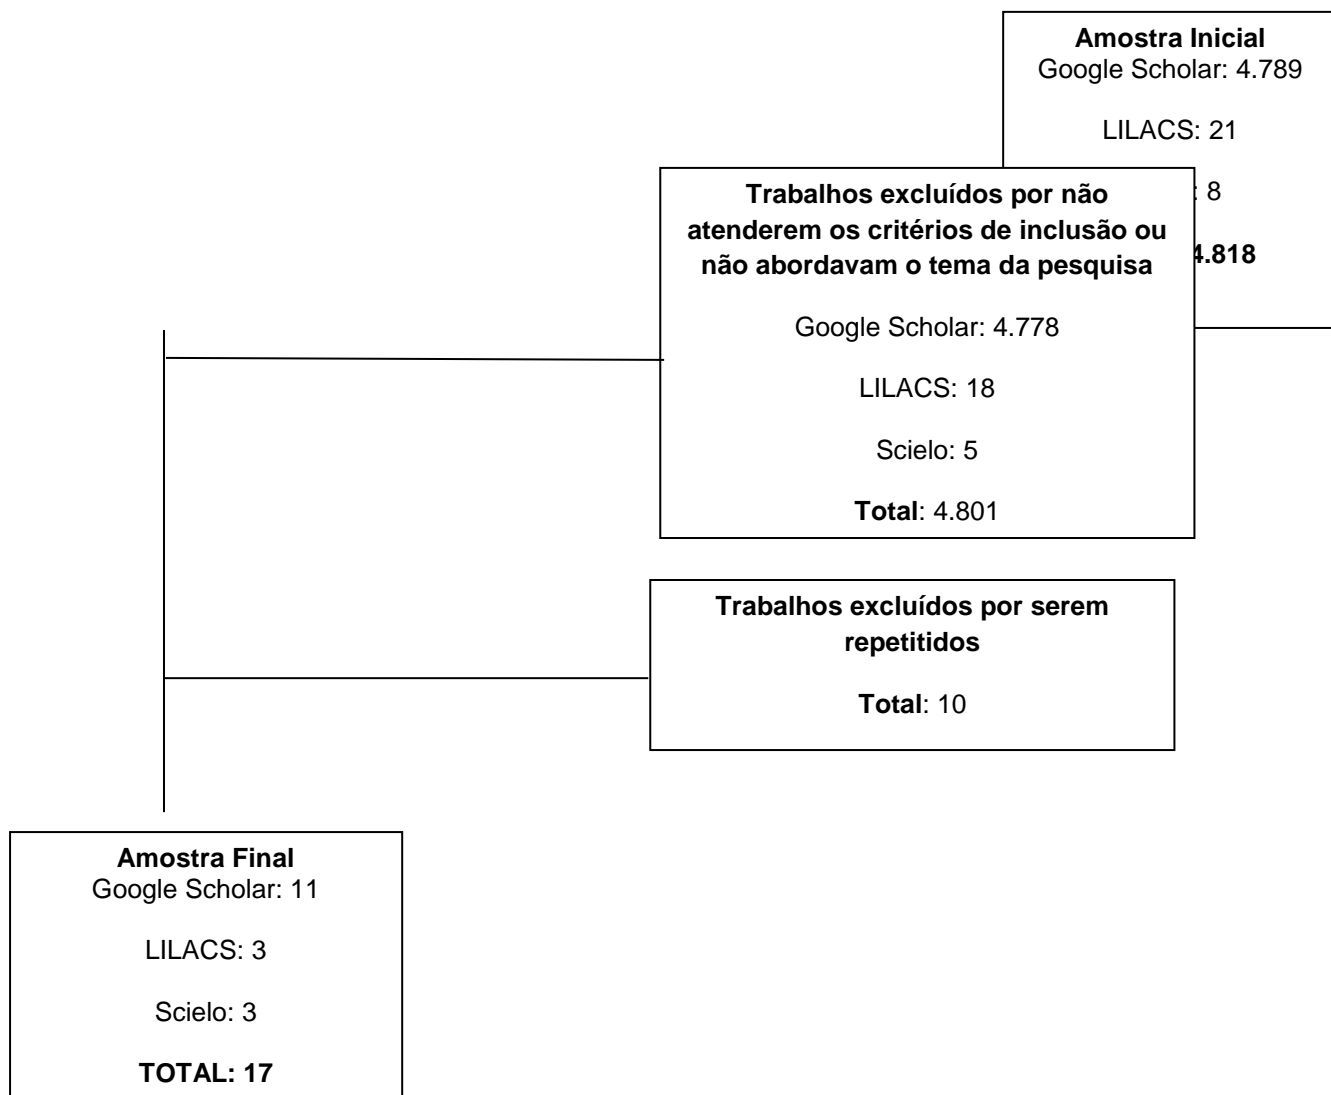 Amostra Inicial
Google Scholar: 4.789
LILACS: 21
: 8
4.818
Trabalhos excluídos por não
atenderem os critérios de inclusão ou
não abordavam o tema da pesquisa
Google Scholar: 4.778
LILACS: 18
Scielo: 5
Total: 4.801
Trabalhos excluídos por serem
repetitidos
Total: 10
Amostra Final
Google Scholar: 11
LILACS: 3
Scielo: 3
TOTAL: 17